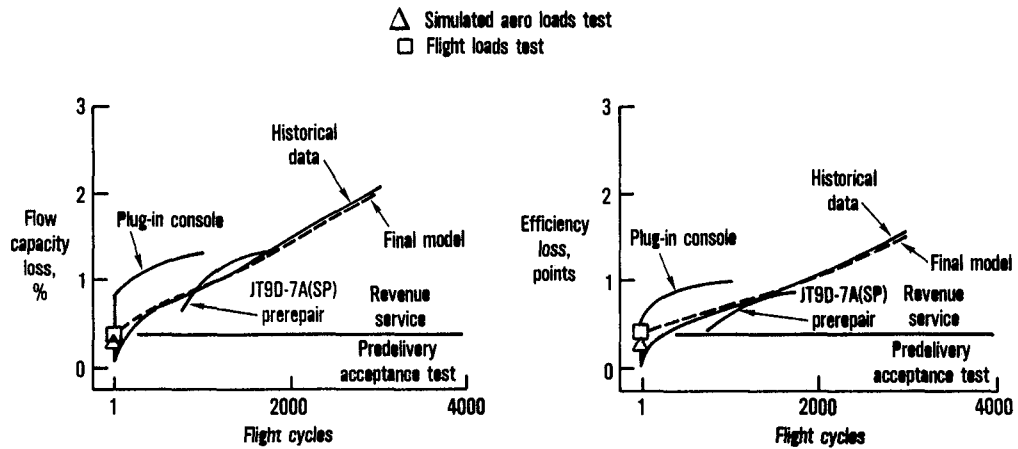 Simulated aero loads test
Flight loads test
3
2
1
0
Flow
capacity
loss,
%
Plug-in console
Historical
data
Final model
JT9D-7A(SP)
prerepair
Revenue
service
Predelivery
acceptance test
1
2000
4000
Flight cycles
3
2
1
0
Efficiency
loss,
points
Plug-in console
Historical
data
Final model
JT9D-7A(SP)
prerepair
Revenue
service
Predelivery
acceptance test
1
2000
4000
Flight cycles